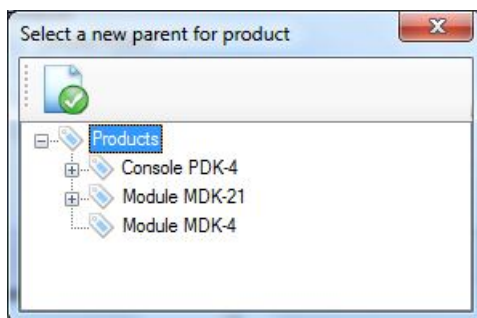 Select a new parent for product
Products
Console PDK-4
Module MDK-21
Module MDK-4